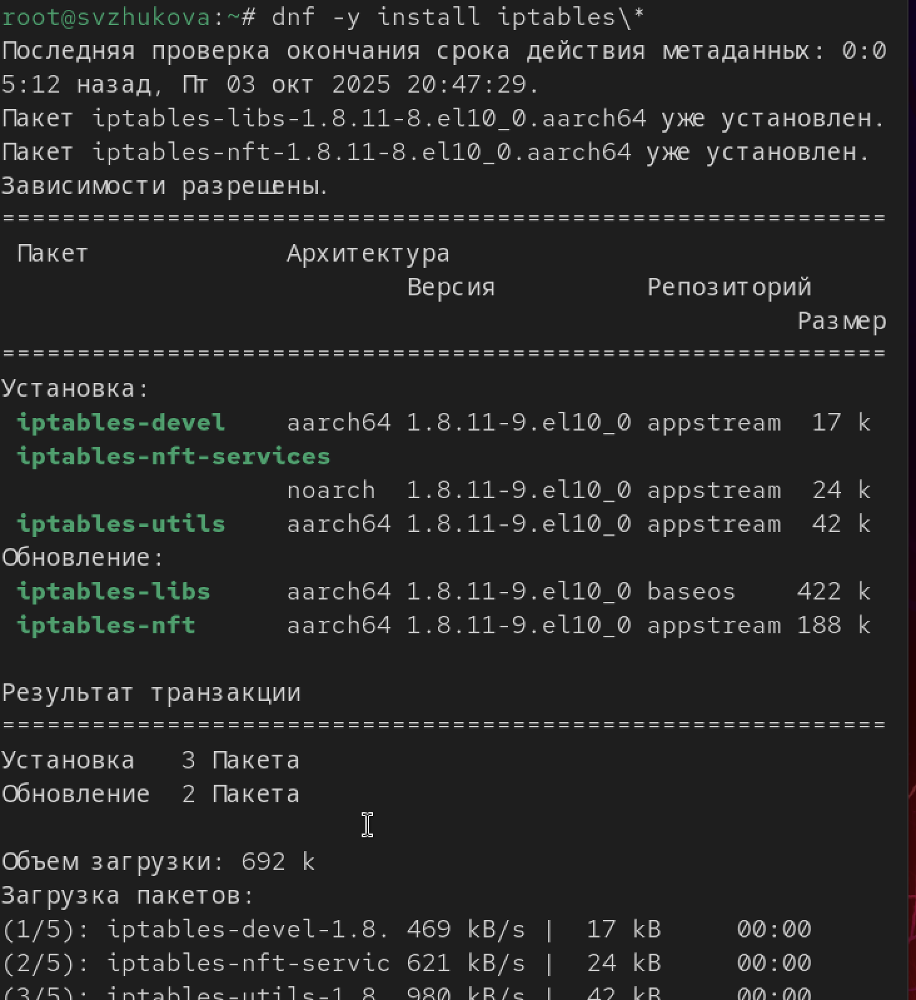 root@svzhukova:~# dnf -y install iptables\*
Последняя проверка окончания срока действия метаданных: 0:0
5:12 назад, Пт 03 окт 2025 20:47:29.
Пакет iptables-libs-1.8.11-8.el10_0.aarch64 уже установлен.
Пакет iptables-nft-1.8.11-8.el10_0.aarch64 уже установлен.
Зависимости разрешены.
===========================================================
Пакет Архитектура
Версия Репозиторий
Размер
===========================================================
Установка:
iptables-devel aarch64 1.8.11-9.el10_0 appstream 17 k
iptables-nft-services
noarch 1.8.11-9.el10_0 appstream 24 k
iptables-utils aarch64 1.8.11-9.el10_0 appstream 42 k
Обновление:
iptables-libs aarch64 1.8.11-9.el10_0 baseos 422 k
iptables-nft aarch64 1.8.11-9.el10_0 appstream 188 k
Результат транзакции
===========================================================
Установка 3 Пакета
Обновление 2 Пакета
Объем загрузки: 692 k
Загрузка пакетов:
(1/5): iptables-devel-1.8. 469 kB/s | 17 kB 00:00
(2/5): iptables-nft-servic 621 kB/s | 24 kB 00:00
(3/5): iptables-utils-1.8. 980 kB/s | 42 kB 00:00